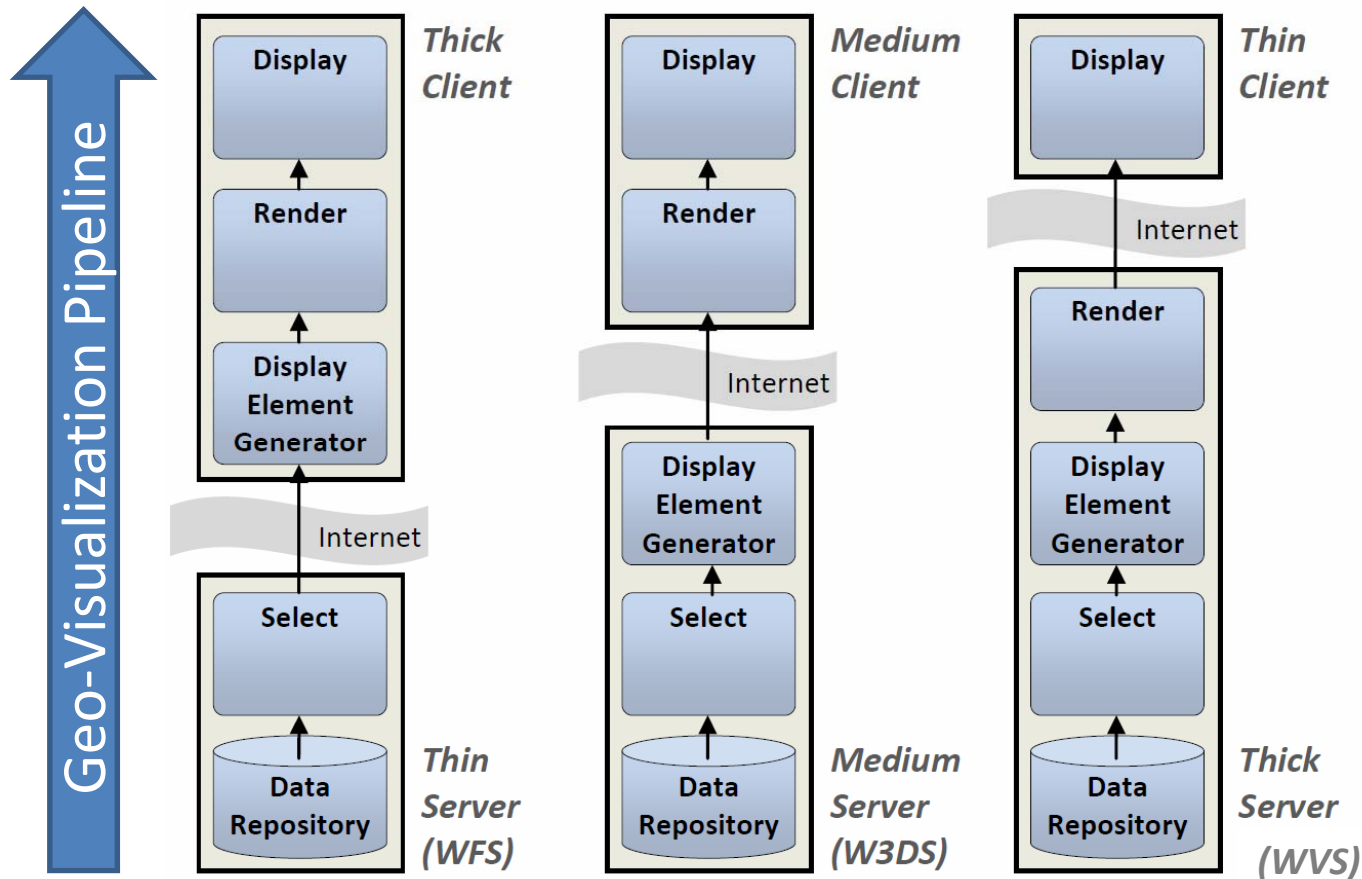 Geo-Visualization Pipeline
Thick
Client
Display
Render
Display
Element
Generator
Internet
Select
Data
Repository
Thin
Server
(WFS)
Medium
Client
Display
Render
Internet
Display
Element
Generator
Select
Data
Repository
Medium
Server
(W3DS)
Thin
Client
Display
Internet
Render
Display
Element
Generator
Select
Data
Repository
Thick
Server
(WVS)